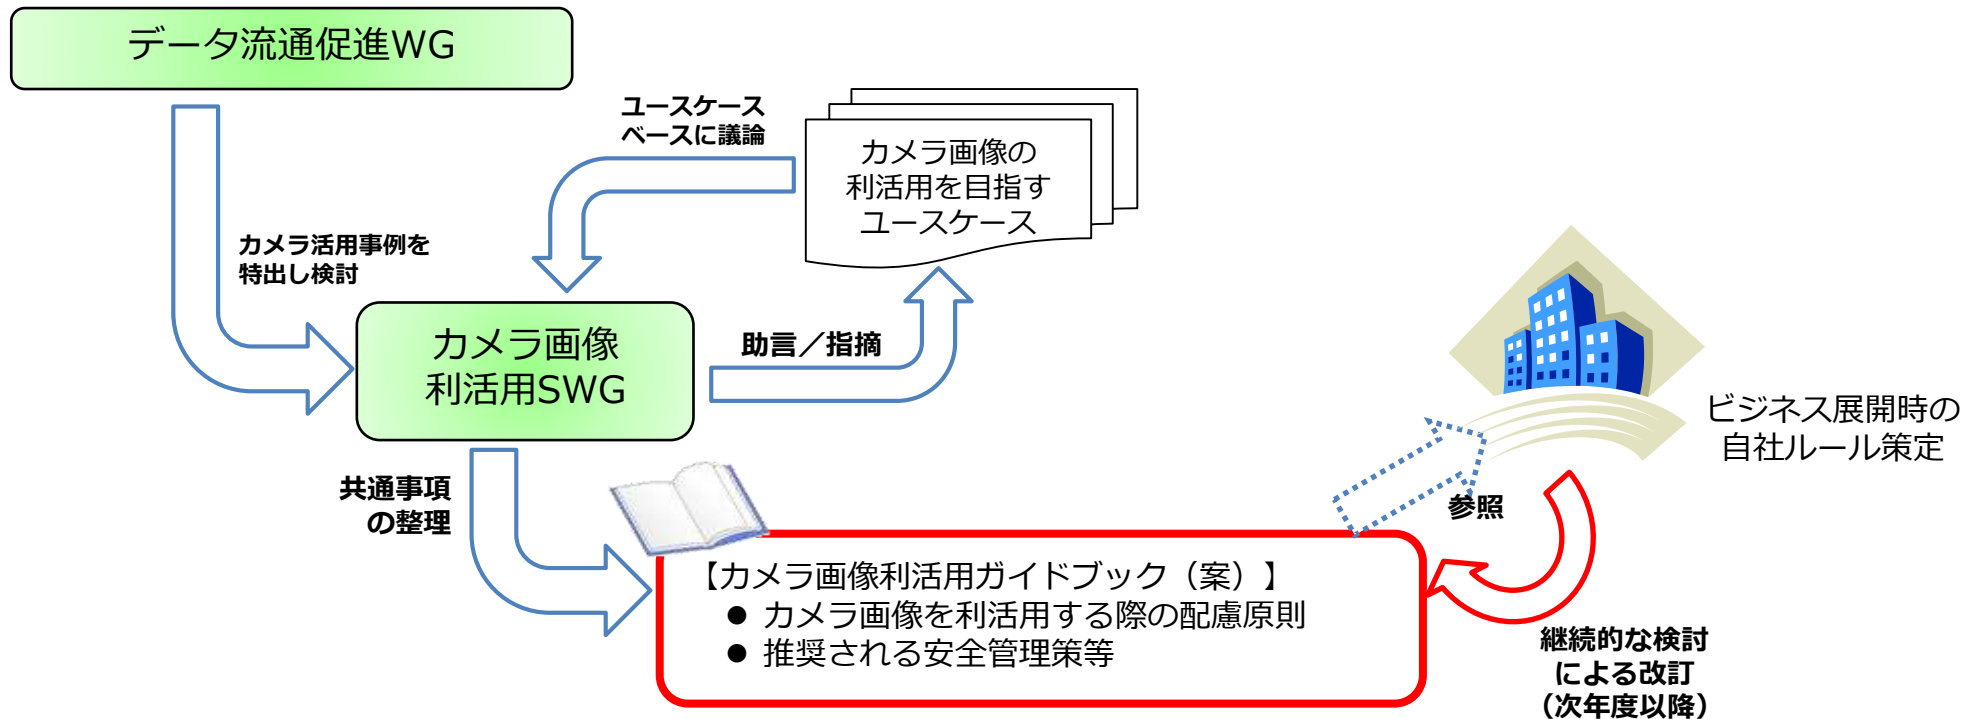 データ流通促進WG
ユースケース
ベースに議論
カメラ画像の
利活用を目指す
ユースケース
カメラ活用事例を
特出し検討
カメラ画像
利活用SWG
助言／指摘
ビジネス展開時の
自社ルール策定
共通事項
の整理
参照
【カメラ画像利活用ガイドブック（案）】
● カメラ画像を利活用する際の配慮原則
● 推奨される安全管理策等
継続的な検討
による改訂
（次年度以降）